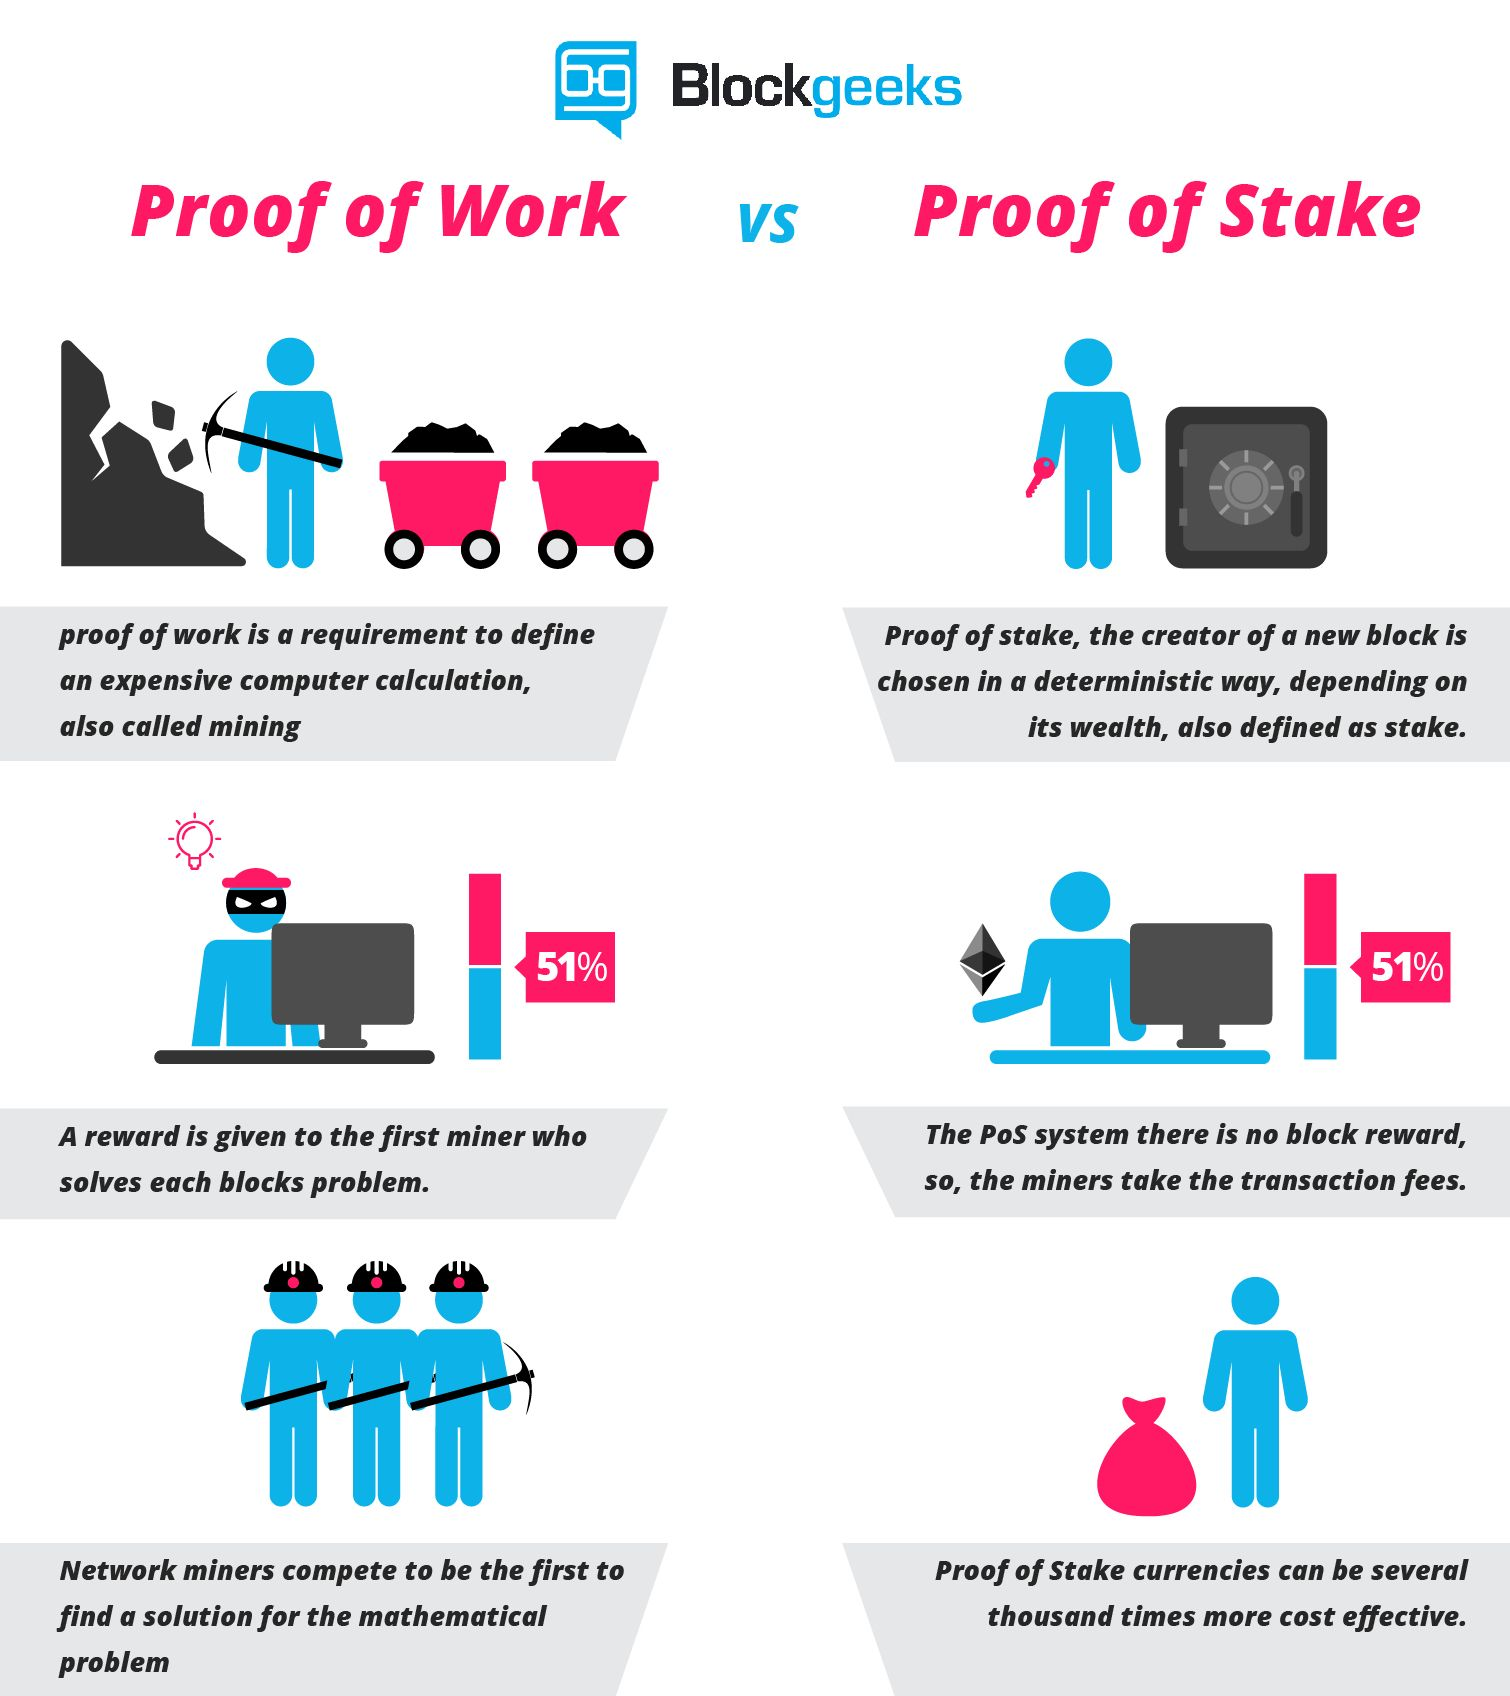 Blockgeeks
Proof of Work vs Proof of Stake
proof of work is a requirement to define
an expensive computer calculation,
also called mining
Proof of stake, the creator of a new block is
chosen in a deterministic way, depending on
its wealth, also defined as stake.
51%
51%
A reward is given to the first miner who
solves each blocks problem.
The PoS system there is no block reward,
so, the miners take the transaction fees.
Network miners compete to be the first to
find a solution for the mathematical
problem
Proof of Stake currencies can be several
thousand times more cost effective.